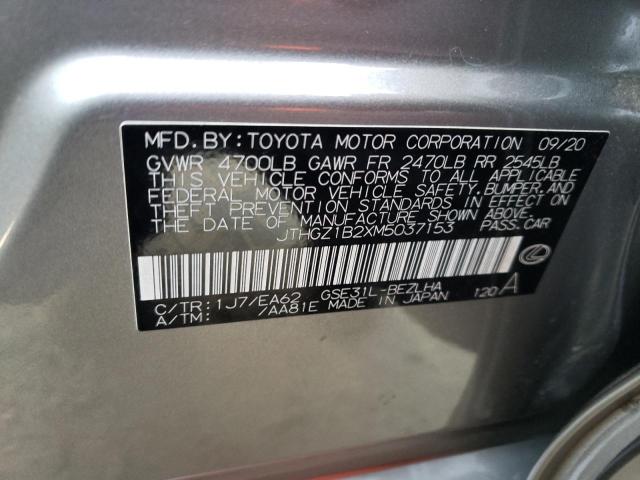 MFD. BY: TOYOTA MOTOR CORPORATION 09/20
GVWR 4700LB GAWR FR 2470LB RR 2545LB
THIS VEHICLE CONFORMS TO ALL APPLICABLE
FEDERAL MOTOR VEHICLE SAFETY, BUMPER, AND
THEFT PREVENTION STANDARDS IN EFFECT ON
THE DATE OF MANUFACTURE SHOWN ABOVE.
JTHGZ1B2XM5037153 PASS. CAR
C/TR: 1J7/EA62 GSE31L-BEZLHA
A/TM: /AA81E MADE IN JAPAN 120 A